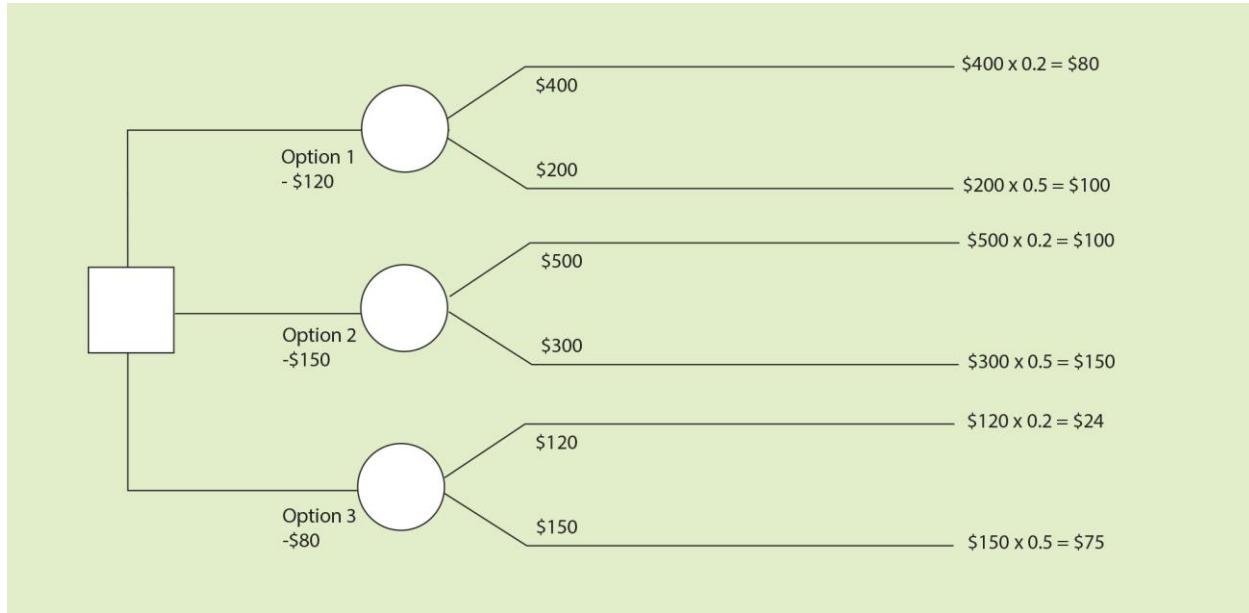 $400 x 0.2 = $80
$400
Option 1
- $120
$200
$200 x 0.5 = $100
$500 x 0.2 = $100
$500
Option 2
-$150
$300
$300 x 0.5 = $150
$120 x 0.2 = $24
$120
Option 3
-$80
$150
$150 x 0.5 = $75